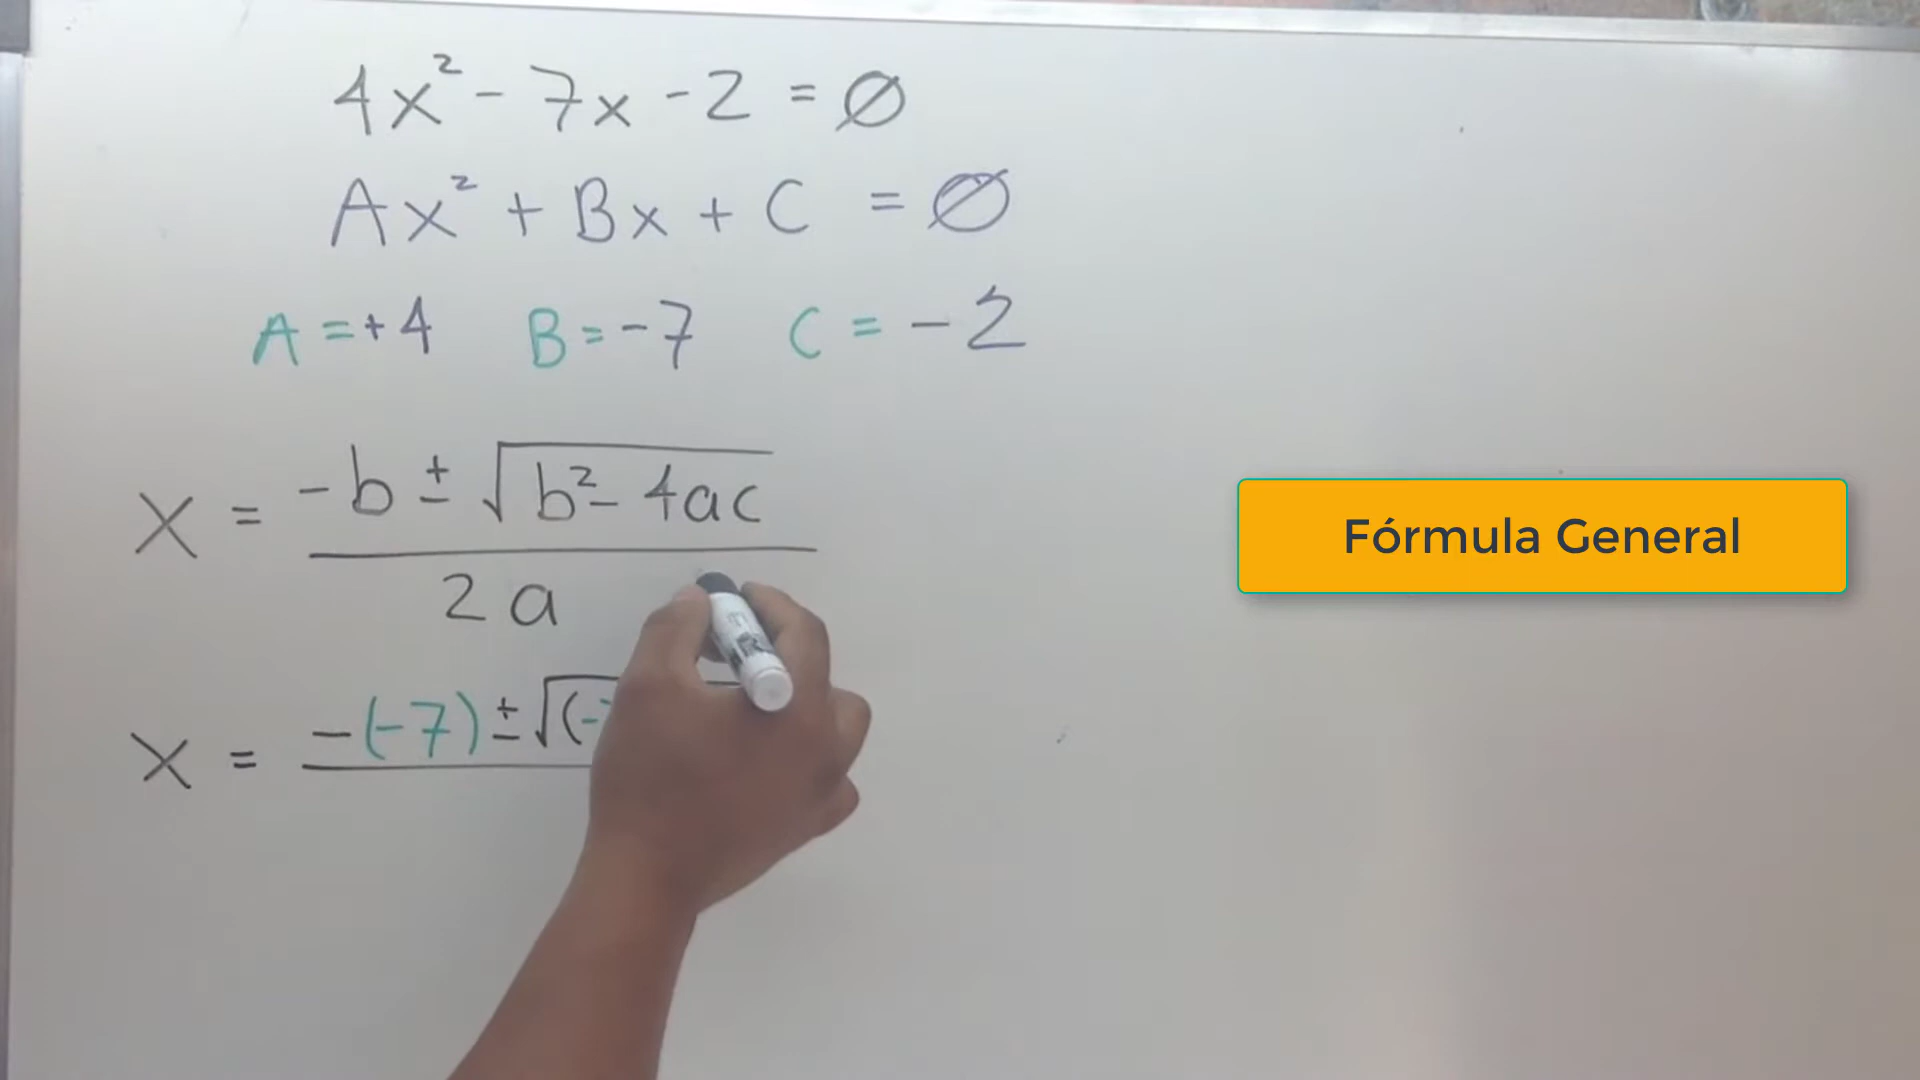 4x² - 7x - 2 = ∅
Ax² + Bx + C = ∅
A = +4 B = -7 C = -2
X = -b ± √b² - 4ac
2a
Fórmula General
X = -(-7) ± √(-